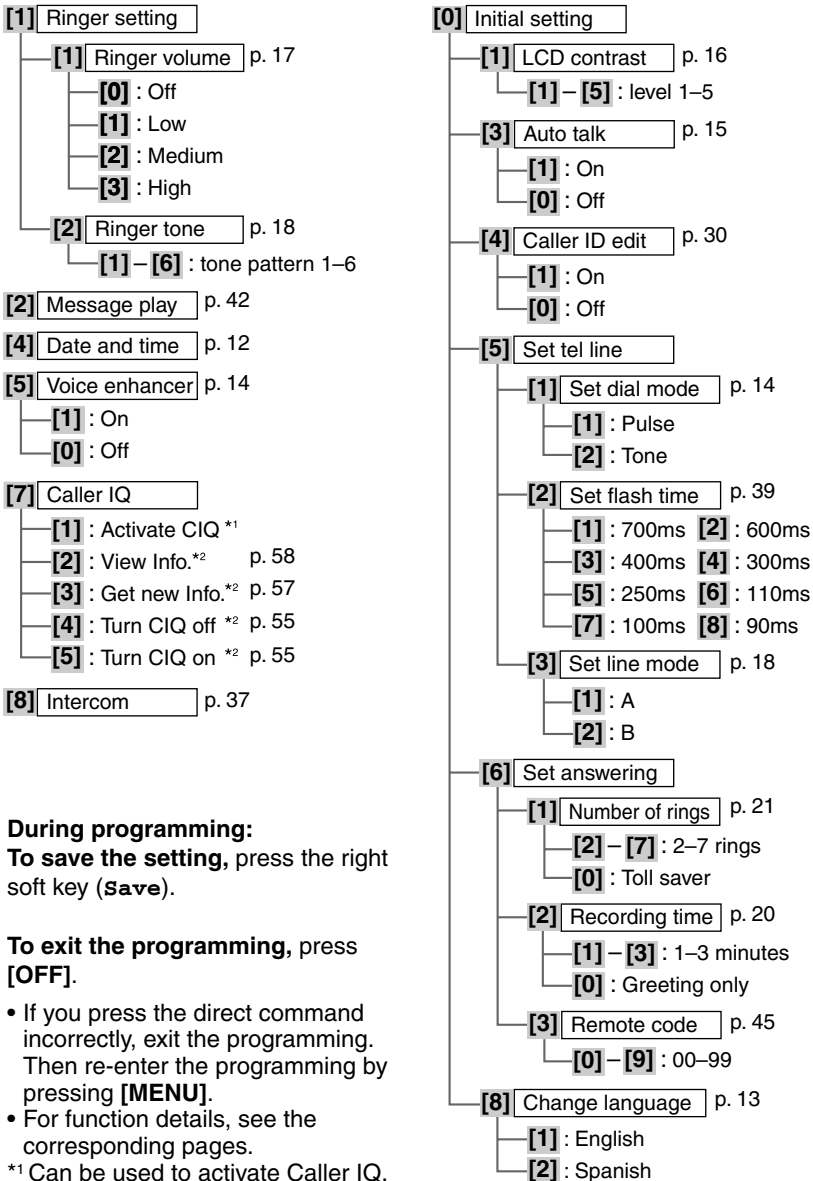 [1] Ringer setting
[1] Ringer volume p. 17
[0] : Off
[1] : Low
[2] : Medium
[3] : High
[2] Ringer tone p. 18
[1] – [6] : tone pattern 1–6
[2] Message play p. 42
[4] Date and time p. 12
[5] Voice enhancer p. 14
[1] : On
[0] : Off
[7] Caller IQ
[1] : Activate CIQ *1
[2] : View Info.*2 p. 58
[3] : Get new Info.*2 p. 57
[4] : Turn CIQ off *2 p. 55
[5] : Turn CIQ on *2 p. 55
[8] Intercom p. 37
During programming:
To save the setting, press the right
soft key (Save).
To exit the programming, press
[OFF].
• If you press the direct command
incorrectly, exit the programming.
Then re-enter the programming by
pressing [MENU].
• For function details, see the
corresponding pages.
*1 Can be used to activate Caller IQ.
[0] Initial setting
[1] LCD contrast p. 16
[1] – [5] : level 1–5
[3] Auto talk p. 15
[1] : On
[0] : Off
[4] Caller ID edit p. 30
[1] : On
[0] : Off
[5] Set tel line
[1] Set dial mode p. 14
[1] : Pulse
[2] : Tone
[2] Set flash time p. 39
[1] : 700ms [2] : 600ms
[3] : 400ms [4] : 300ms
[5] : 250ms [6] : 110ms
[7] : 100ms [8] : 90ms
[3] Set line mode p. 18
[1] : A
[2] : B
[6] Set answering
[1] Number of rings p. 21
[2] – [7] : 2–7 rings
[0] : Toll saver
[2] Recording time p. 20
[1] – [3] : 1–3 minutes
[0] : Greeting only
[3] Remote code p. 45
[0] – [9] : 00–99
[8] Change language p. 13
[1] : English
[2] : Spanish